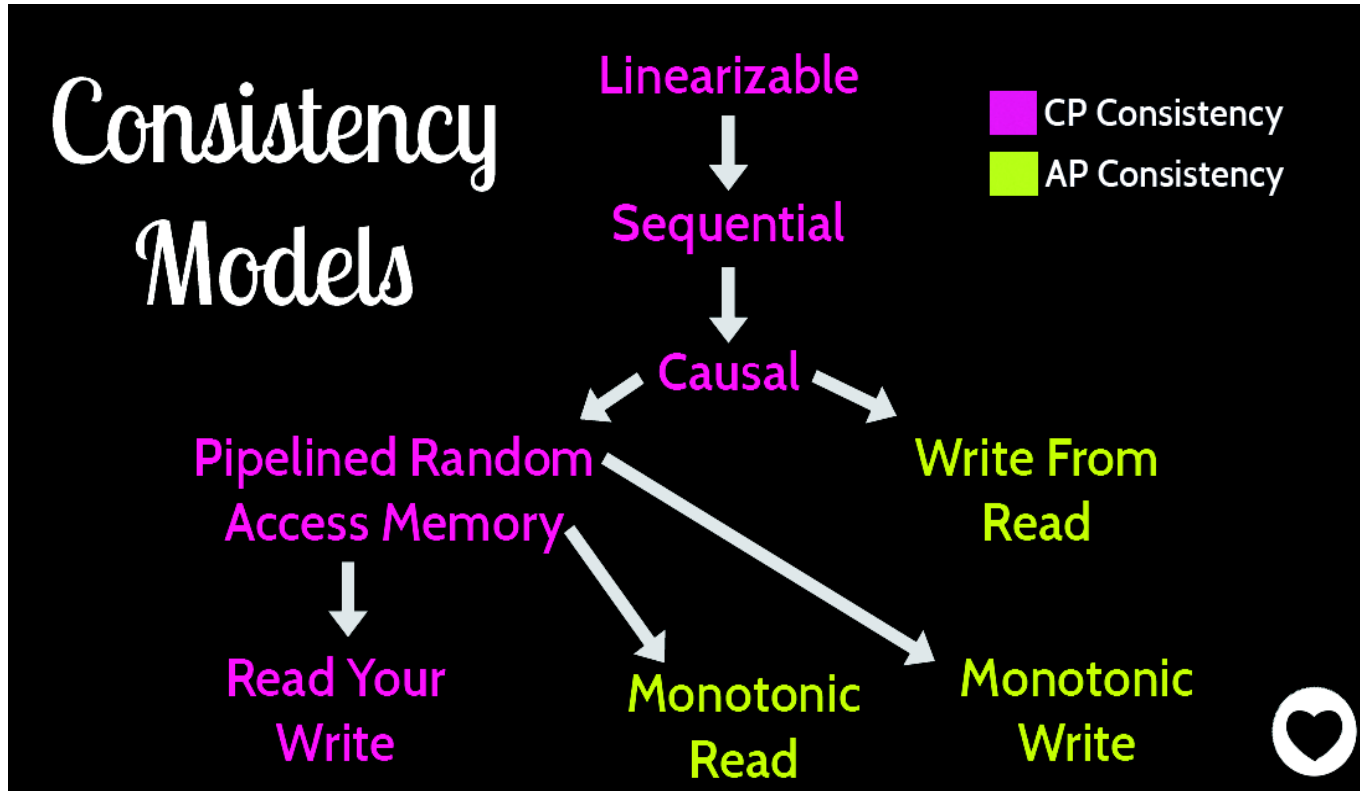 Consistency
Models
Linearizable
CP Consistency
AP Consistency
Sequential
Causal
Pipelined Random
Access Memory
Write From
Read
Read Your
Write
Monotonic
Read
Monotonic
Write